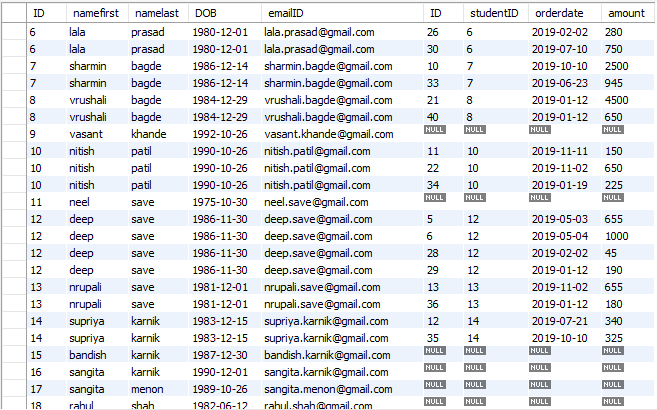 ID namefirst namelast DOB emailID ID studentID orderdate amount
6 lala prasad 1980-12-01 lala.prasad@gmail.com 26 6 2019-02-02 280
6 lala prasad 1980-12-01 lala.prasad@gmail.com 30 6 2019-07-10 750
7 sharmin bagde 1986-12-14 sharmin.bagde@gmail.com 10 7 2019-10-10 2500
7 sharmin bagde 1986-12-14 sharmin.bagde@gmail.com 33 7 2019-06-23 945
8 vrushali bagde 1984-12-29 vrushali.bagde@gmail.com 21 8 2019-01-12 4500
8 vrushali bagde 1984-12-29 vrushali.bagde@gmail.com 40 8 2019-01-12 650
9 vasant khande 1992-10-26 vasant.khande@gmail.com NULL NULL NULL NULL
10 nitish patil 1990-10-26 nitish.patil@gmail.com 11 10 2019-11-11 150
10 nitish patil 1990-10-26 nitish.patil@gmail.com 22 10 2019-11-02 650
10 nitish patil 1990-10-26 nitish.patil@gmail.com 34 10 2019-01-19 225
11 neel save 1975-10-30 neel.save@gmail.com NULL NULL NULL NULL
12 deep save 1986-11-30 deep.save@gmail.com 5 12 2019-05-03 655
12 deep save 1986-11-30 deep.save@gmail.com 6 12 2019-05-04 1000
12 deep save 1986-11-30 deep.save@gmail.com 28 12 2019-02-02 45
12 deep save 1986-11-30 deep.save@gmail.com 29 12 2019-01-12 190
13 nrupali save 1981-12-01 nrupali.save@gmail.com 13 13 2019-11-02 655
13 nrupali save 1981-12-01 nrupali.save@gmail.com 36 13 2019-01-12 180
14 supriya karnik 1983-12-15 supriya.karnik@gmail.com 12 14 2019-07-21 340
14 supriya karnik 1983-12-15 supriya.karnik@gmail.com 35 14 2019-10-10 325
15 bandish karnik 1987-12-30 bandish.karnik@gmail.com NULL NULL NULL NULL
16 sangita karnik 1990-12-01 sangita.karnik@gmail.com NULL NULL NULL NULL
17 sangita menon 1989-10-26 sangita.menon@gmail.com NULL NULL NULL NULL
18 rahul shah 1982-06-12 rahul.shah@gmail.com NULL NULL NULL NULL